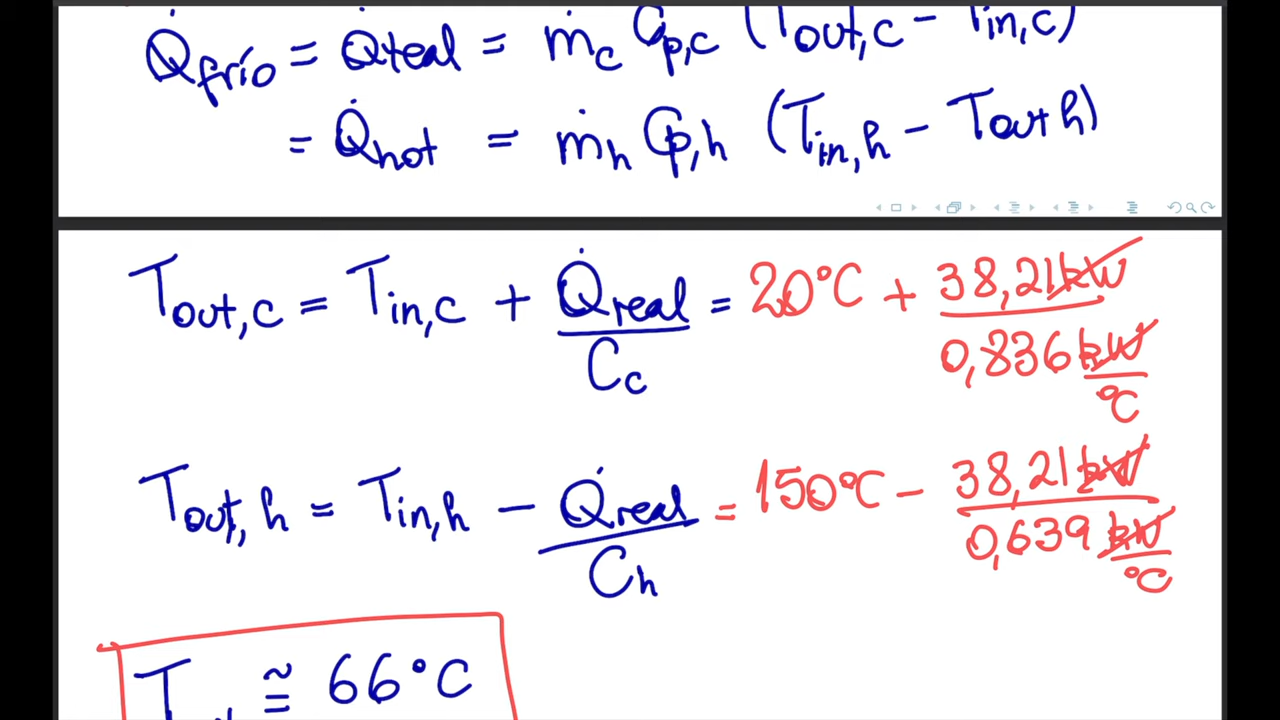 Q̇frío = Q̇real = ṁc Cp,c (Tout,c − Tin,c)
= Q̇hot = ṁh Cp,h (Tin,h − Tout h)
Tout,c = Tin,c + Q̇real / Cc = 20°C + 38,21 kW / 0,836 kW/°C
Tout,h = Tin,h − Q̇real / Ch = 150°C − 38,21 kW / 0,639 kW/°C
≅ 66°C